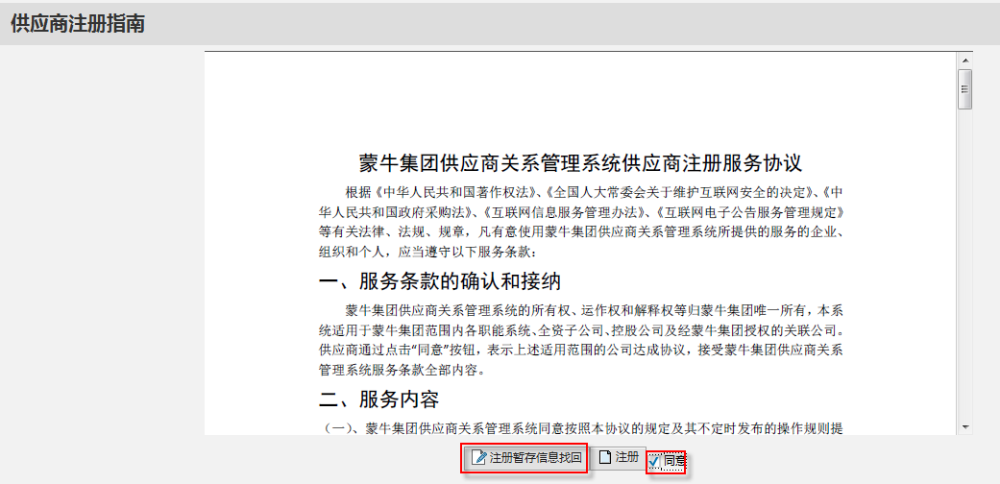 供应商注册指南
蒙牛集团供应商关系管理系统供应商注册服务协议
根据《中华人民共和国著作权法》、《全国人大常委会关于维护互联网安全的决定》、《中
华人民共和国政府采购法》、《互联网信息服务管理办法》、《互联网电子公告服务管理规定》
等有关法律、法规、规章，凡有意使用蒙牛集团供应商关系管理系统所提供的服务的企业、
组织和个人，应当遵守以下服务条款：
一、服务条款的确认和接纳
蒙牛集团供应商关系管理系统的所有权、运作权和解释权等归蒙牛集团唯一所有，本系
统适用于蒙牛集团范围内各职能系统、全资子公司、控股公司及经蒙牛集团授权的关联公司。
供应商通过点击“同意”按钮，表示上述适用范围的公司达成协议，接受蒙牛集团供应商关系
管理系统服务条款全部内容。
二、服务内容
（一）、蒙牛集团供应商关系管理系统同意按照本协议的规定及其不定时发布的操作规则提
注册暂存信息找回 注册 同意